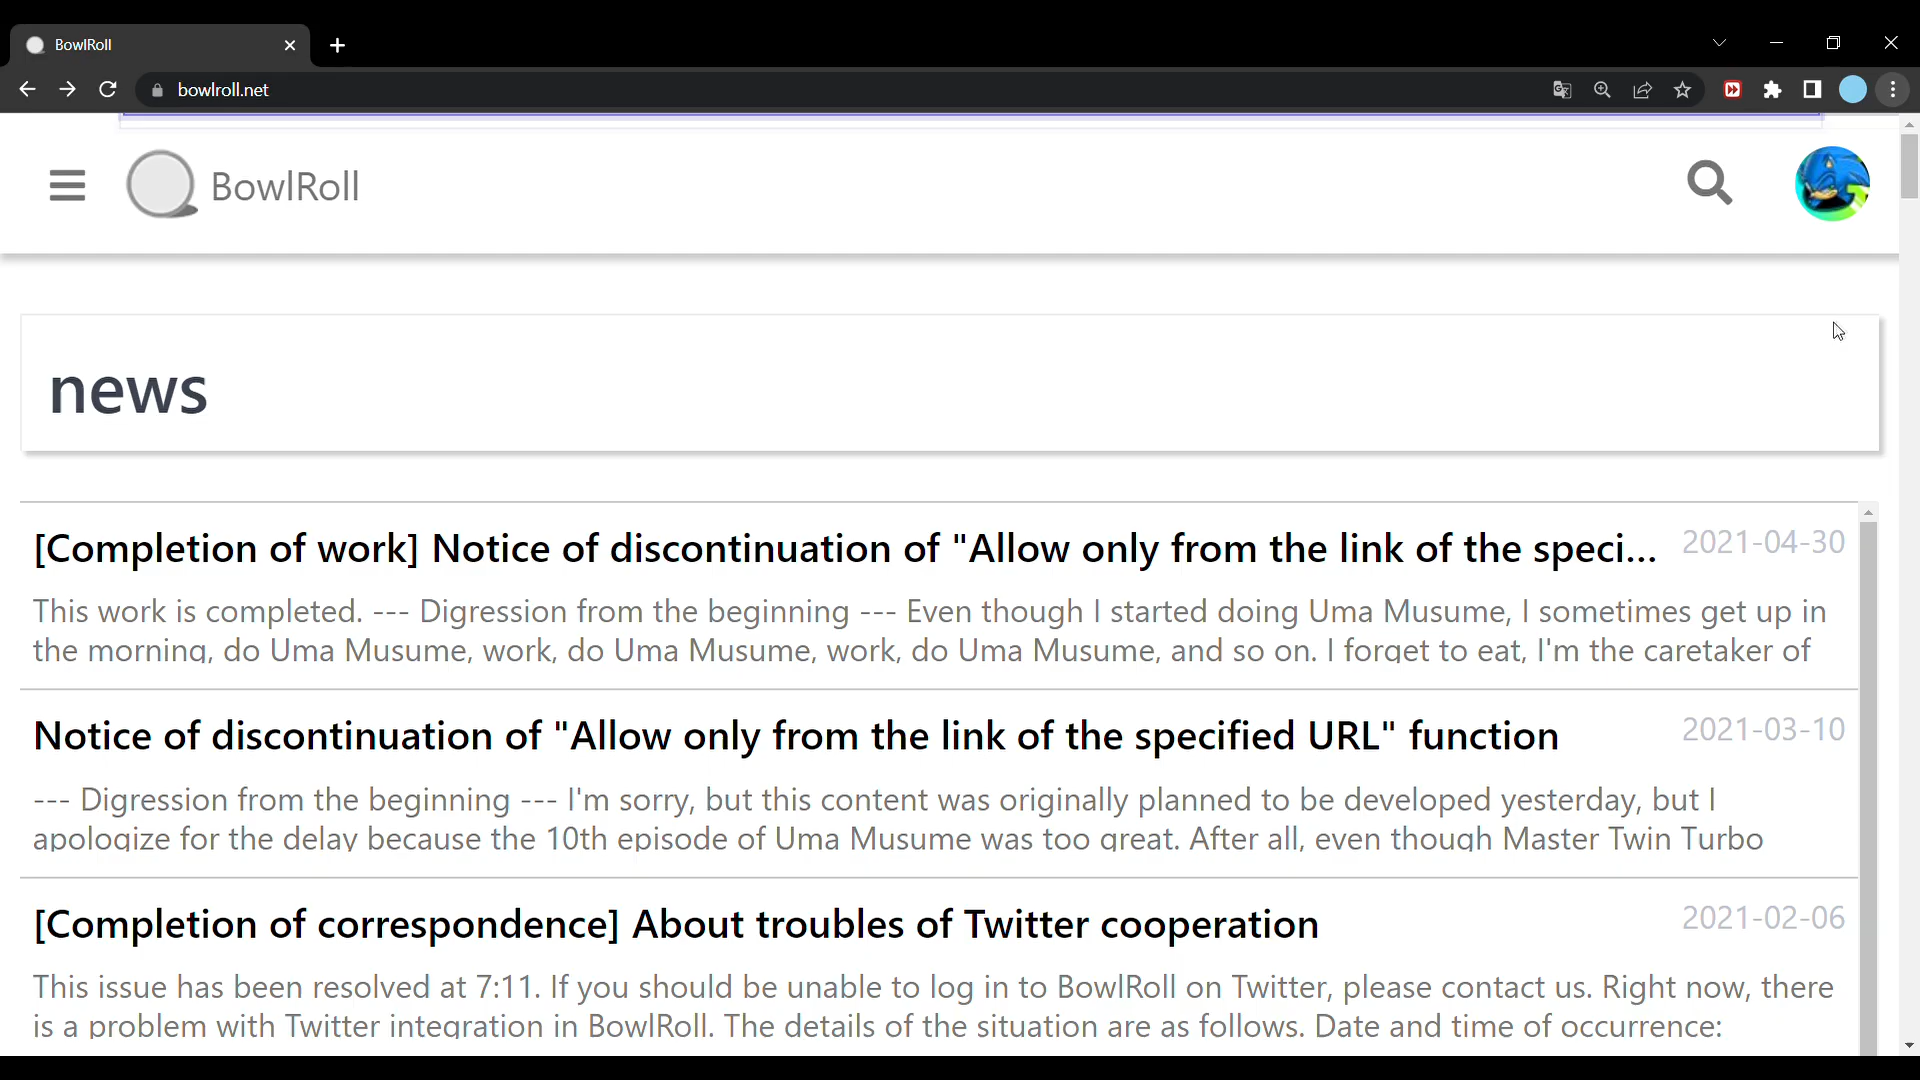 BowlRoll
bowlroll.net
BowlRoll
news
[Completion of work] Notice of discontinuation of "Allow only from the link of the speci... 2021-04-30
This work is completed. --- Digression from the beginning --- Even though I started doing Uma Musume, I sometimes get up in
the morning, do Uma Musume, work, do Uma Musume, work, do Uma Musume, and so on. I forget to eat, I'm the caretaker of
Notice of discontinuation of "Allow only from the link of the specified URL" function 2021-03-10
--- Digression from the beginning --- I'm sorry, but this content was originally planned to be developed yesterday, but I
apologize for the delay because the 10th episode of Uma Musume was too great. After all, even though Master Twin Turbo
[Completion of correspondence] About troubles of Twitter cooperation 2021-02-06
This issue has been resolved at 7:11. If you should be unable to log in to BowlRoll on Twitter, please contact us. Right now, there
is a problem with Twitter integration in BowlRoll. The details of the situation are as follows. Date and time of occurrence: